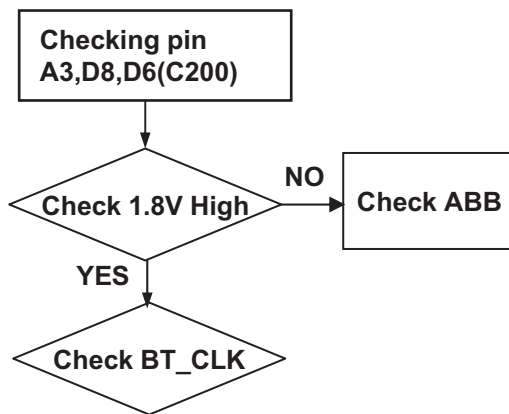 Checking pin
A3,D8,D6(C200)
Check 1.8V High
NO
Check ABB
YES
Check BT_CLK